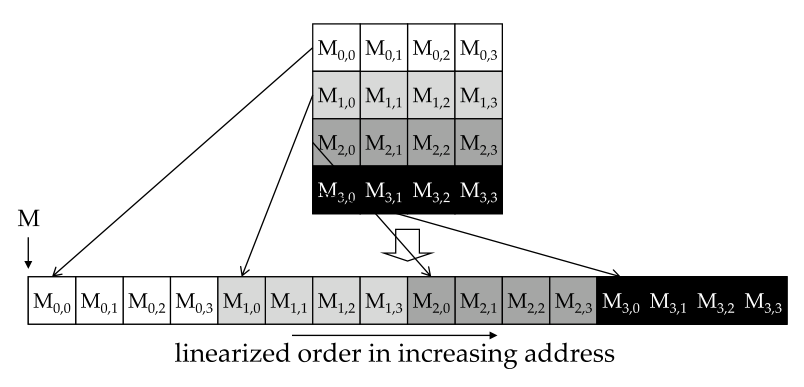 M0,0 M0,1 M0,2 M0,3
M1,0 M1,1 M1,2 M1,3
M2,0 M2,1 M2,2 M2,3
M3,0 M3,1 M3,2 M3,3
M
M0,0 M0,1 M0,2 M0,3 M1,0 M1,1 M1,2 M1,3 M2,0 M2,1 M2,2 M2,3 M3,0 M3,1 M3,2 M3,3
linearized order in increasing address